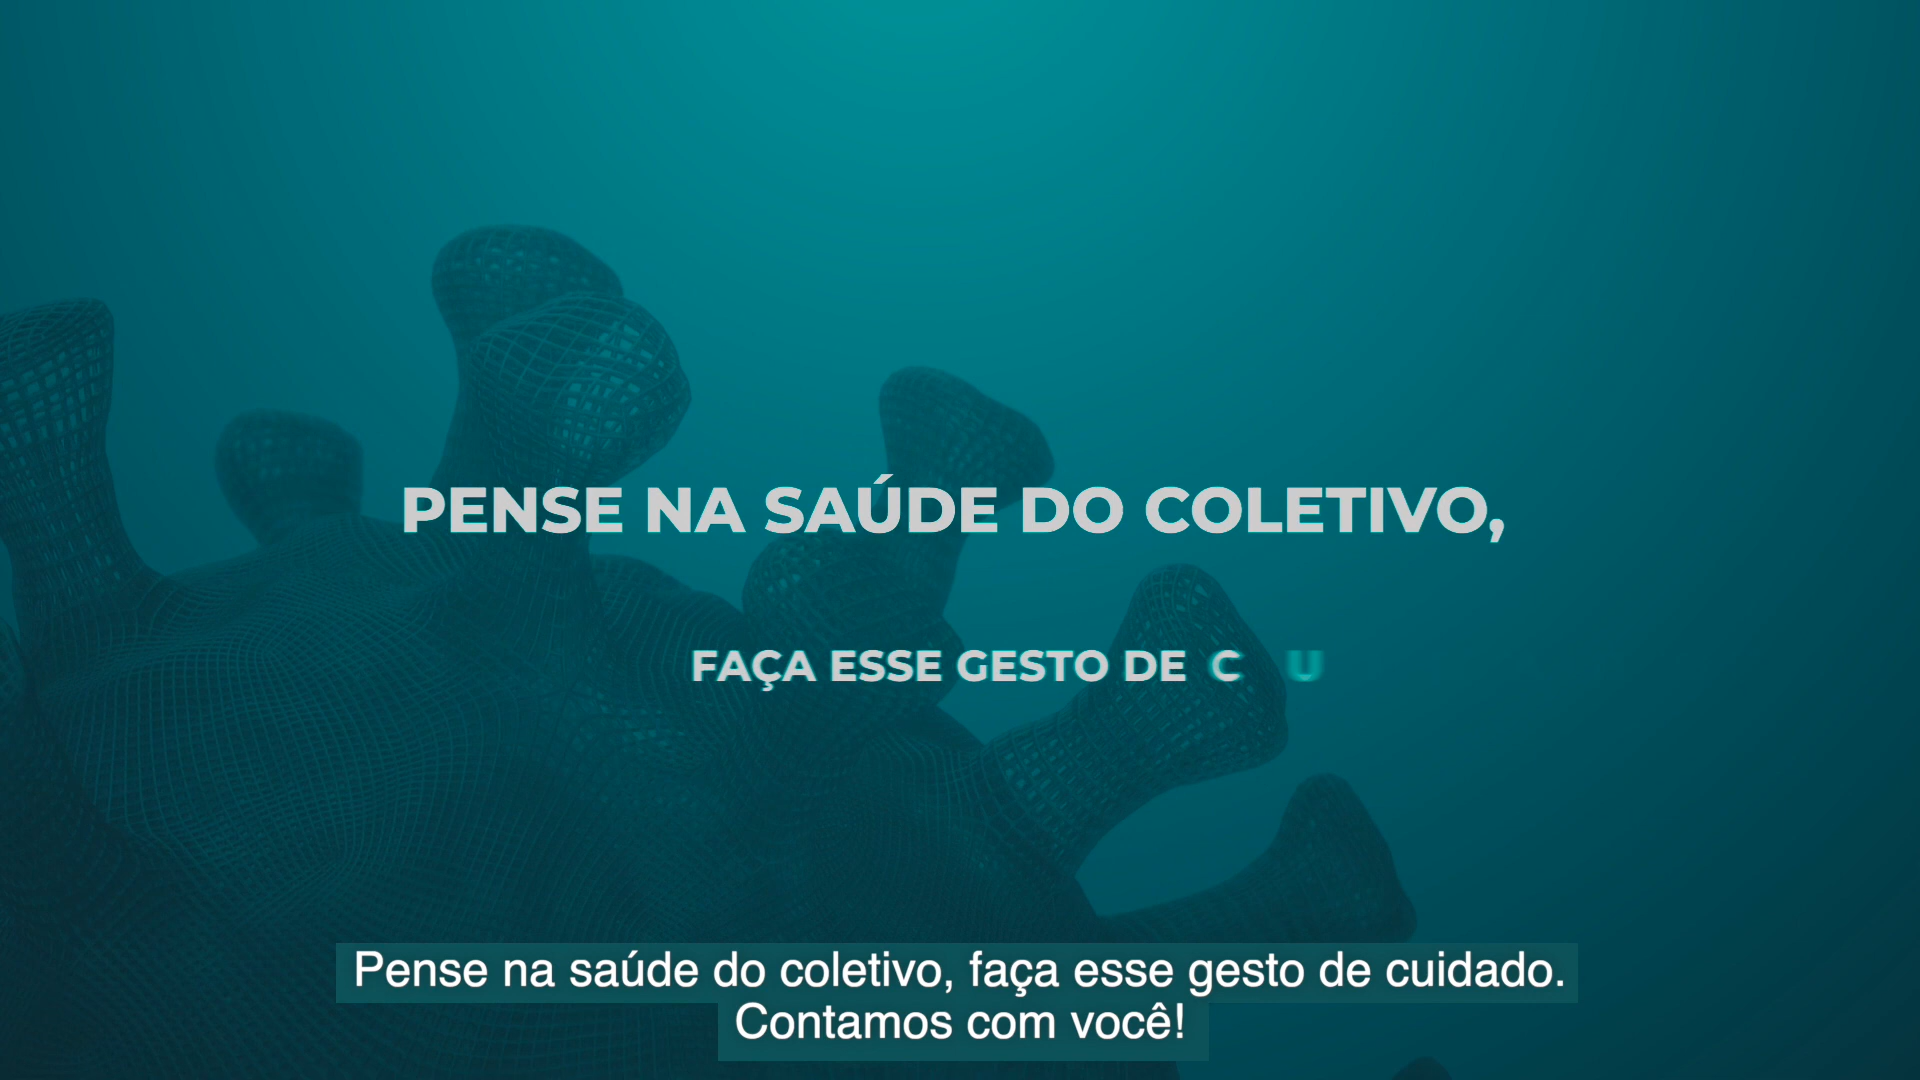 PENSE NA SAÚDE DO COLETIVO,
FAÇA ESSE GESTO DE C U
Pense na saúde do coletivo, faça esse gesto de cuidado.
Contamos com você!